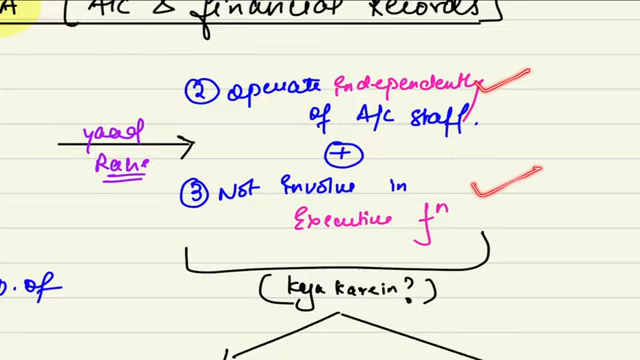 A [A/C & financial Records]
② operate independently
of A/C staff.
yaad
Rahe
+
③ Not Involve in
Executive fⁿ
o. of
(Kya Karein?)